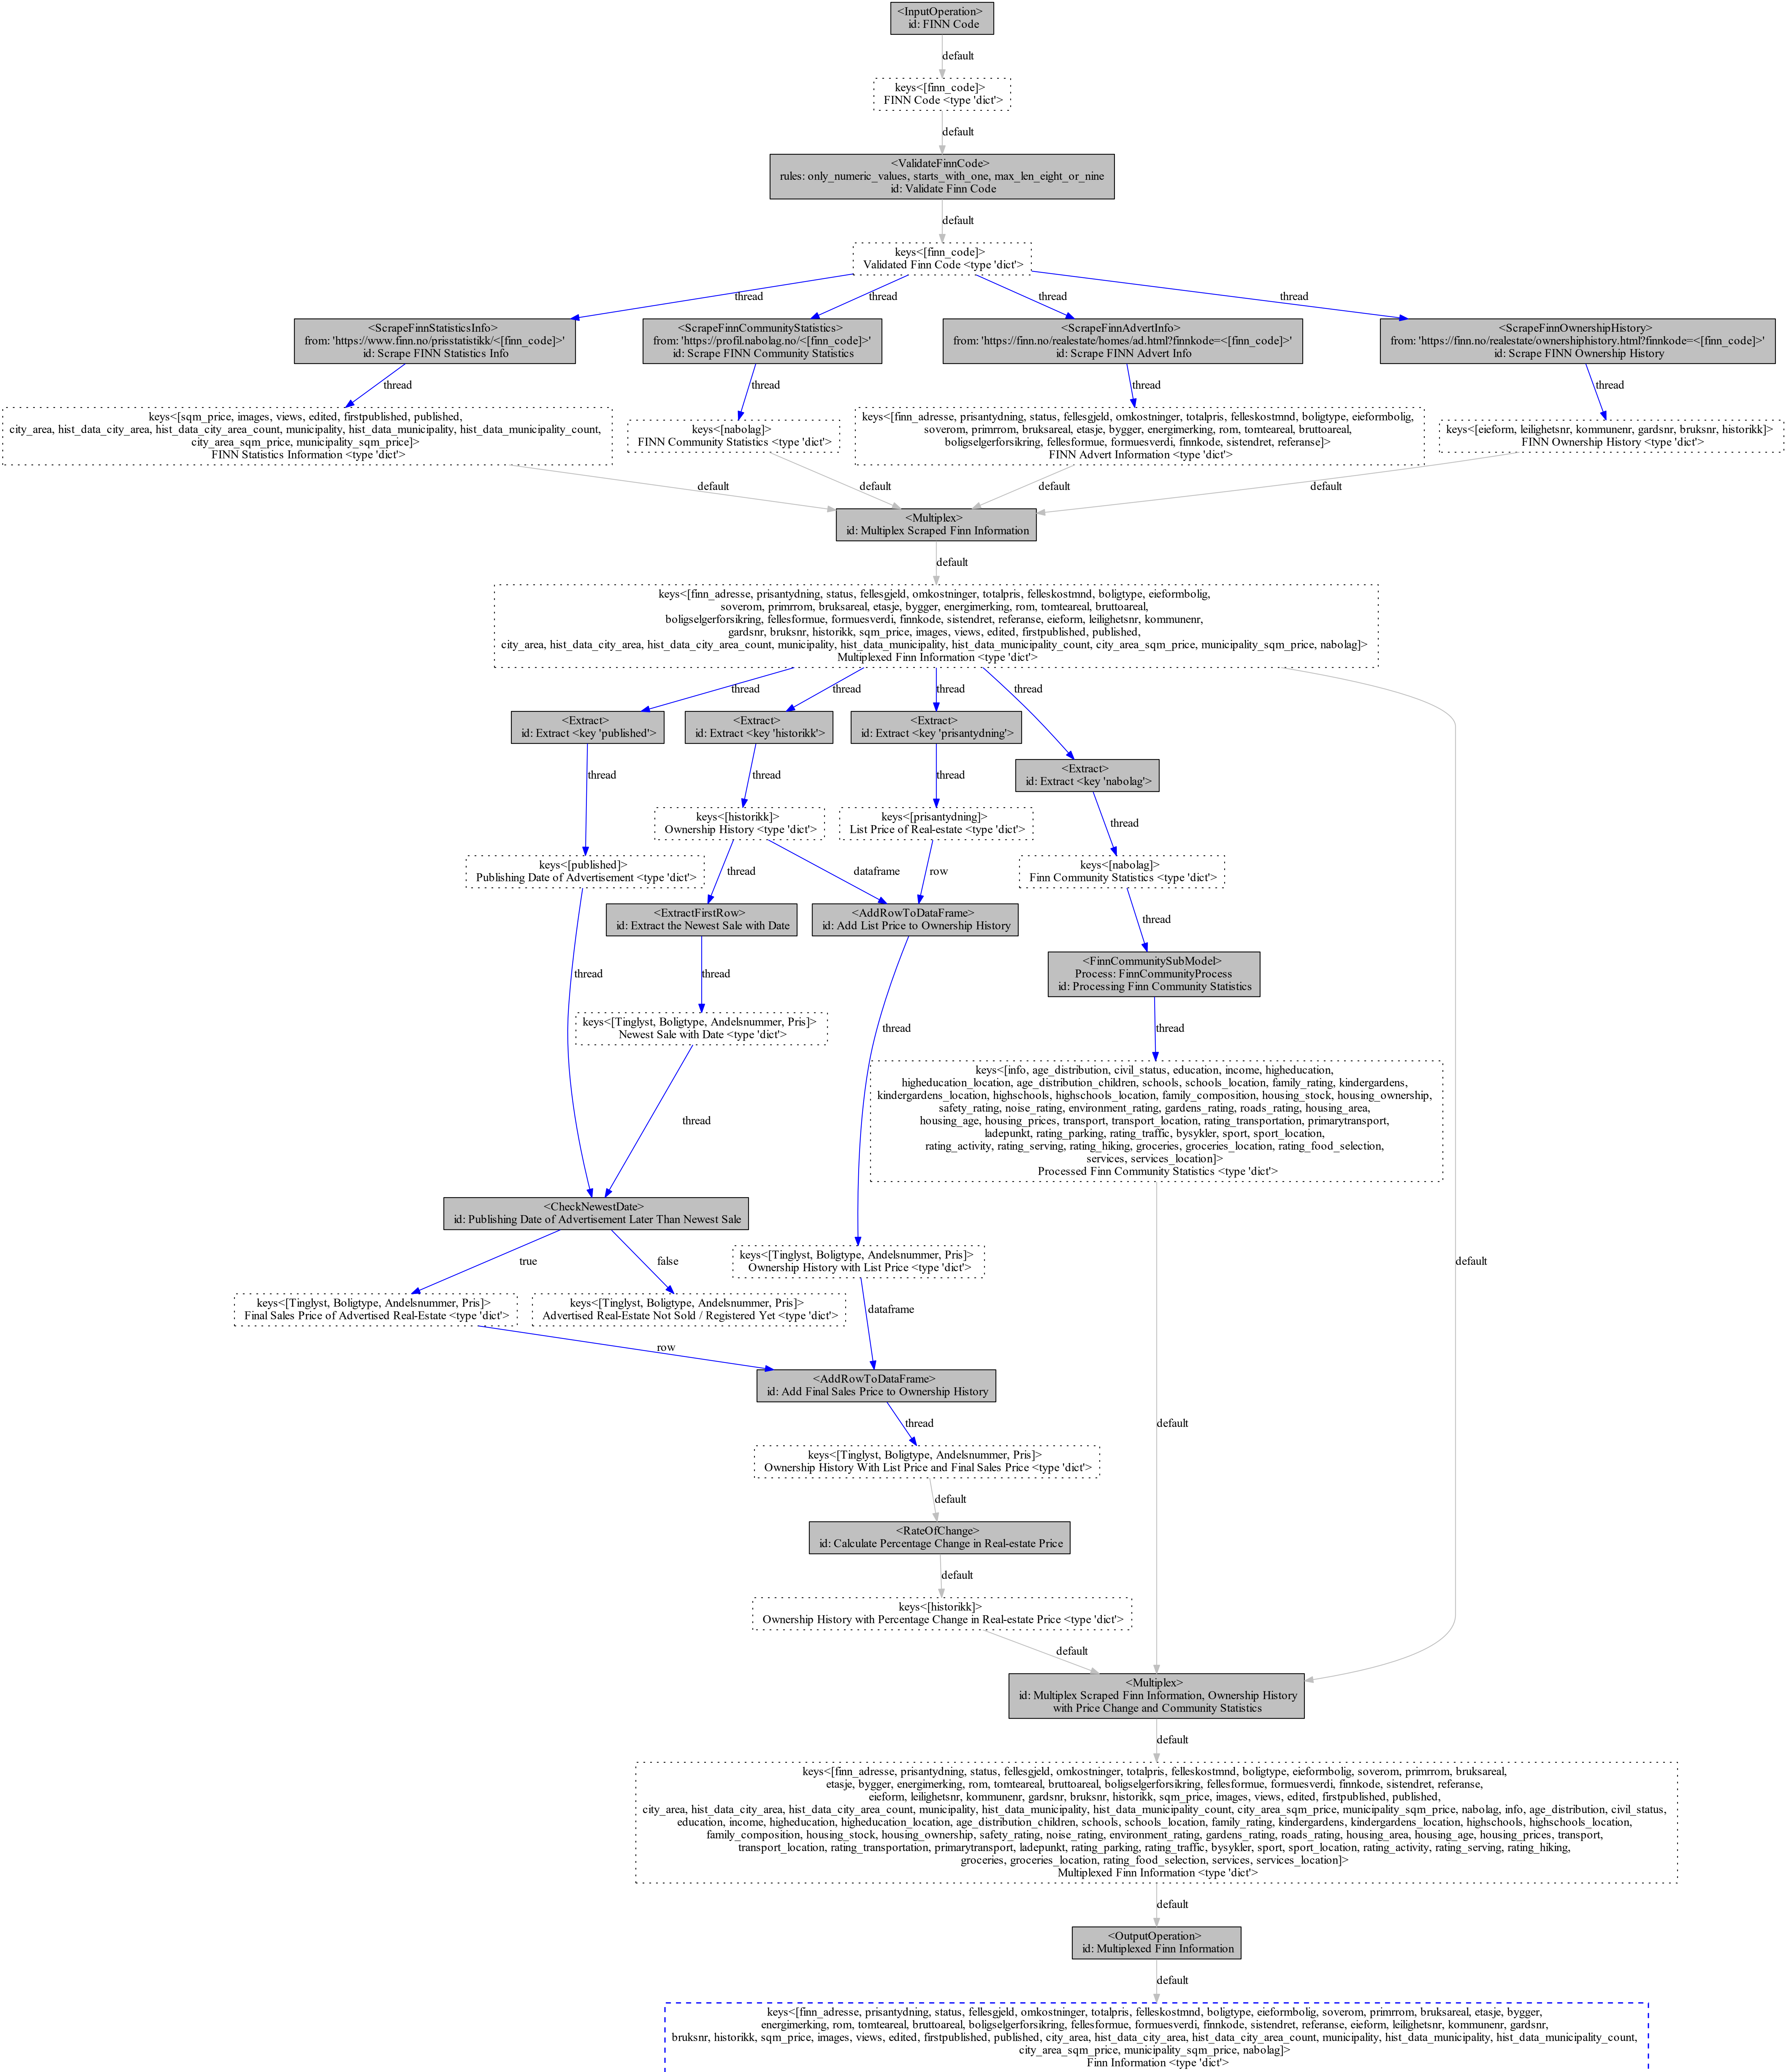 <InputOperation>
id: FINN Code
default
keys<[finn_code]>
FINN Code <type 'dict'>
default
<ValidateFinnCode>
rules: only_numeric_values, starts_with_one, max_len_eight_or_nine
id: Validate Finn Code
default
keys<[finn_code]>
Validated Finn Code <type 'dict'>
thread
thread
thread
thread
<ScrapeFinnStatisticsInfo>
from: 'https://www.finn.no/prisstatistikk/<[finn_code]>'
id: Scrape FINN Statistics Info
<ScrapeFinnCommunityStatistics>
from: 'https://profil.nabolag.no/<[finn_code]>'
id: Scrape FINN Community Statistics
<ScrapeFinnAdvertInfo>
from: 'https://finn.no/realestate/homes/ad.html?finnkode=<[finn_code]>'
id: Scrape FINN Advert Info
<ScrapeFinnOwnershipHistory>
from: 'https://finn.no/realestate/ownershiphistory.html?finnkode=<[finn_code]>'
id: Scrape FINN Ownership History
thread
thread
thread
thread
keys<[sqm_price, images, views, edited, firstpublished, published,
city_area, hist_data_city_area, hist_data_city_area_count, municipality, hist_data_municipality, hist_data_municipality_count,
city_area_sqm_price, municipality_sqm_price]>
FINN Statistics Information <type 'dict'>
keys<[nabolag]>
FINN Community Statistics <type 'dict'>
keys<[finn_adresse, prisantydning, status, fellesgjeld, omkostninger, totalpris, felleskostmnd, boligtype, eieformbolig,
soverom, primrrom, bruksareal, etasje, bygger, energimerking, rom, tomteareal, bruttoareal,
boligselgerforsikring, fellesformue, formuesverdi, finnkode, sistendret, referanse]>
FINN Advert Information <type 'dict'>
keys<[eieform, leilighetsnr, kommunenr, gardsnr, bruksnr, historikk]>
FINN Ownership History <type 'dict'>
default
default
default
default
<Multiplex>
id: Multiplex Scraped Finn Information
default
keys<[finn_adresse, prisantydning, status, fellesgjeld, omkostninger, totalpris, felleskostmnd, boligtype, eieformbolig,
soverom, primrrom, bruksareal, etasje, bygger, energimerking, rom, tomteareal, bruttoareal,
boligselgerforsikring, fellesformue, formuesverdi, finnkode, sistendret, referanse, eieform, leilighetsnr, kommunenr,
gardsnr, bruksnr, historikk, sqm_price, images, views, edited, firstpublished, published,
city_area, hist_data_city_area, hist_data_city_area_count, municipality, hist_data_municipality, hist_data_municipality_count, city_area_sqm_price, municipality_sqm_price, nabolag]>
Multiplexed Finn Information <type 'dict'>
thread
thread
thread
thread
<Extract>
id: Extract <key 'published'>
<Extract>
id: Extract <key 'historikk'>
<Extract>
id: Extract <key 'prisantydning'>
<Extract>
id: Extract <key 'nabolag'>
thread
thread
thread
thread
keys<[historikk]>
Ownership History <type 'dict'>
keys<[prisantydning]>
List Price of Real-estate <type 'dict'>
keys<[published]>
Publishing Date of Advertisement <type 'dict'>
keys<[nabolag]>
Finn Community Statistics <type 'dict'>
thread
dataframe
row
thread
<ExtractFirstRow>
id: Extract the Newest Sale with Date
<AddRowToDataFrame>
id: Add List Price to Ownership History
<FinnCommunitySubModel>
Process: FinnCommunityProcess
id: Processing Finn Community Statistics
thread
thread
thread
thread
keys<[Tinglyst, Boligtype, Andelsnummer, Pris]>
Newest Sale with Date <type 'dict'>
keys<[info, age_distribution, civil_status, education, income, higheducation,
higheducation_location, age_distribution_children, schools, schools_location, family_rating, kindergardens,
kindergardens_location, highschools, highschools_location, family_composition, housing_stock, housing_ownership,
safety_rating, noise_rating, environment_rating, gardens_rating, roads_rating, housing_area,
housing_age, housing_prices, transport, transport_location, rating_transportation, primarytransport,
ladepunkt, rating_parking, rating_traffic, bysykler, sport, sport_location,
rating_activity, rating_serving, rating_hiking, groceries, groceries_location, rating_food_selection,
services, services_location]>
Processed Finn Community Statistics <type 'dict'>
thread
<CheckNewestDate>
id: Publishing Date of Advertisement Later Than Newest Sale
true
false
keys<[Tinglyst, Boligtype, Andelsnummer, Pris]>
Ownership History with List Price <type 'dict'>
default
keys<[Tinglyst, Boligtype, Andelsnummer, Pris]>
Final Sales Price of Advertised Real-Estate <type 'dict'>
keys<[Tinglyst, Boligtype, Andelsnummer, Pris]>
Advertised Real-Estate Not Sold / Registered Yet <type 'dict'>
dataframe
row
<AddRowToDataFrame>
id: Add Final Sales Price to Ownership History
thread
default
keys<[Tinglyst, Boligtype, Andelsnummer, Pris]>
Ownership History With List Price and Final Sales Price <type 'dict'>
default
<RateOfChange>
id: Calculate Percentage Change in Real-estate Price
default
keys<[historikk]>
Ownership History with Percentage Change in Real-estate Price <type 'dict'>
default
<Multiplex>
id: Multiplex Scraped Finn Information, Ownership History
with Price Change and Community Statistics
default
keys<[finn_adresse, prisantydning, status, fellesgjeld, omkostninger, totalpris, felleskostmnd, boligtype, eieformbolig, soverom, primrrom, bruksareal,
etasje, bygger, energimerking, rom, tomteareal, bruttoareal, boligselgerforsikring, fellesformue, formuesverdi, finnkode, sistendret, referanse,
eieform, leilighetsnr, kommunenr, gardsnr, bruksnr, historikk, sqm_price, images, views, edited, firstpublished, published,
city_area, hist_data_city_area, hist_data_city_area_count, municipality, hist_data_municipality, hist_data_municipality_count, city_area_sqm_price, municipality_sqm_price, nabolag, info, age_distribution, civil_status,
education, income, higheducation, higheducation_location, age_distribution_children, schools, schools_location, family_rating, kindergardens, kindergardens_location, highschools, highschools_location,
family_composition, housing_stock, housing_ownership, safety_rating, noise_rating, environment_rating, gardens_rating, roads_rating, housing_area, housing_age, housing_prices, transport,
transport_location, rating_transportation, primarytransport, ladepunkt, rating_parking, rating_traffic, bysykler, sport, sport_location, rating_activity, rating_serving, rating_hiking,
groceries, groceries_location, rating_food_selection, services, services_location]>
Multiplexed Finn Information <type 'dict'>
default
<OutputOperation>
id: Multiplexed Finn Information
default
keys<[finn_adresse, prisantydning, status, fellesgjeld, omkostninger, totalpris, felleskostmnd, boligtype, eieformbolig, soverom, primrrom, bruksareal, etasje, bygger,
energimerking, rom, tomteareal, bruttoareal, boligselgerforsikring, fellesformue, formuesverdi, finnkode, sistendret, referanse, eieform, leilighetsnr, kommunenr, gardsnr,
bruksnr, historikk, sqm_price, images, views, edited, firstpublished, published, city_area, hist_data_city_area, hist_data_city_area_count, municipality, hist_data_municipality, hist_data_municipality_count,
city_area_sqm_price, municipality_sqm_price, nabolag]>
Finn Information <type 'dict'>